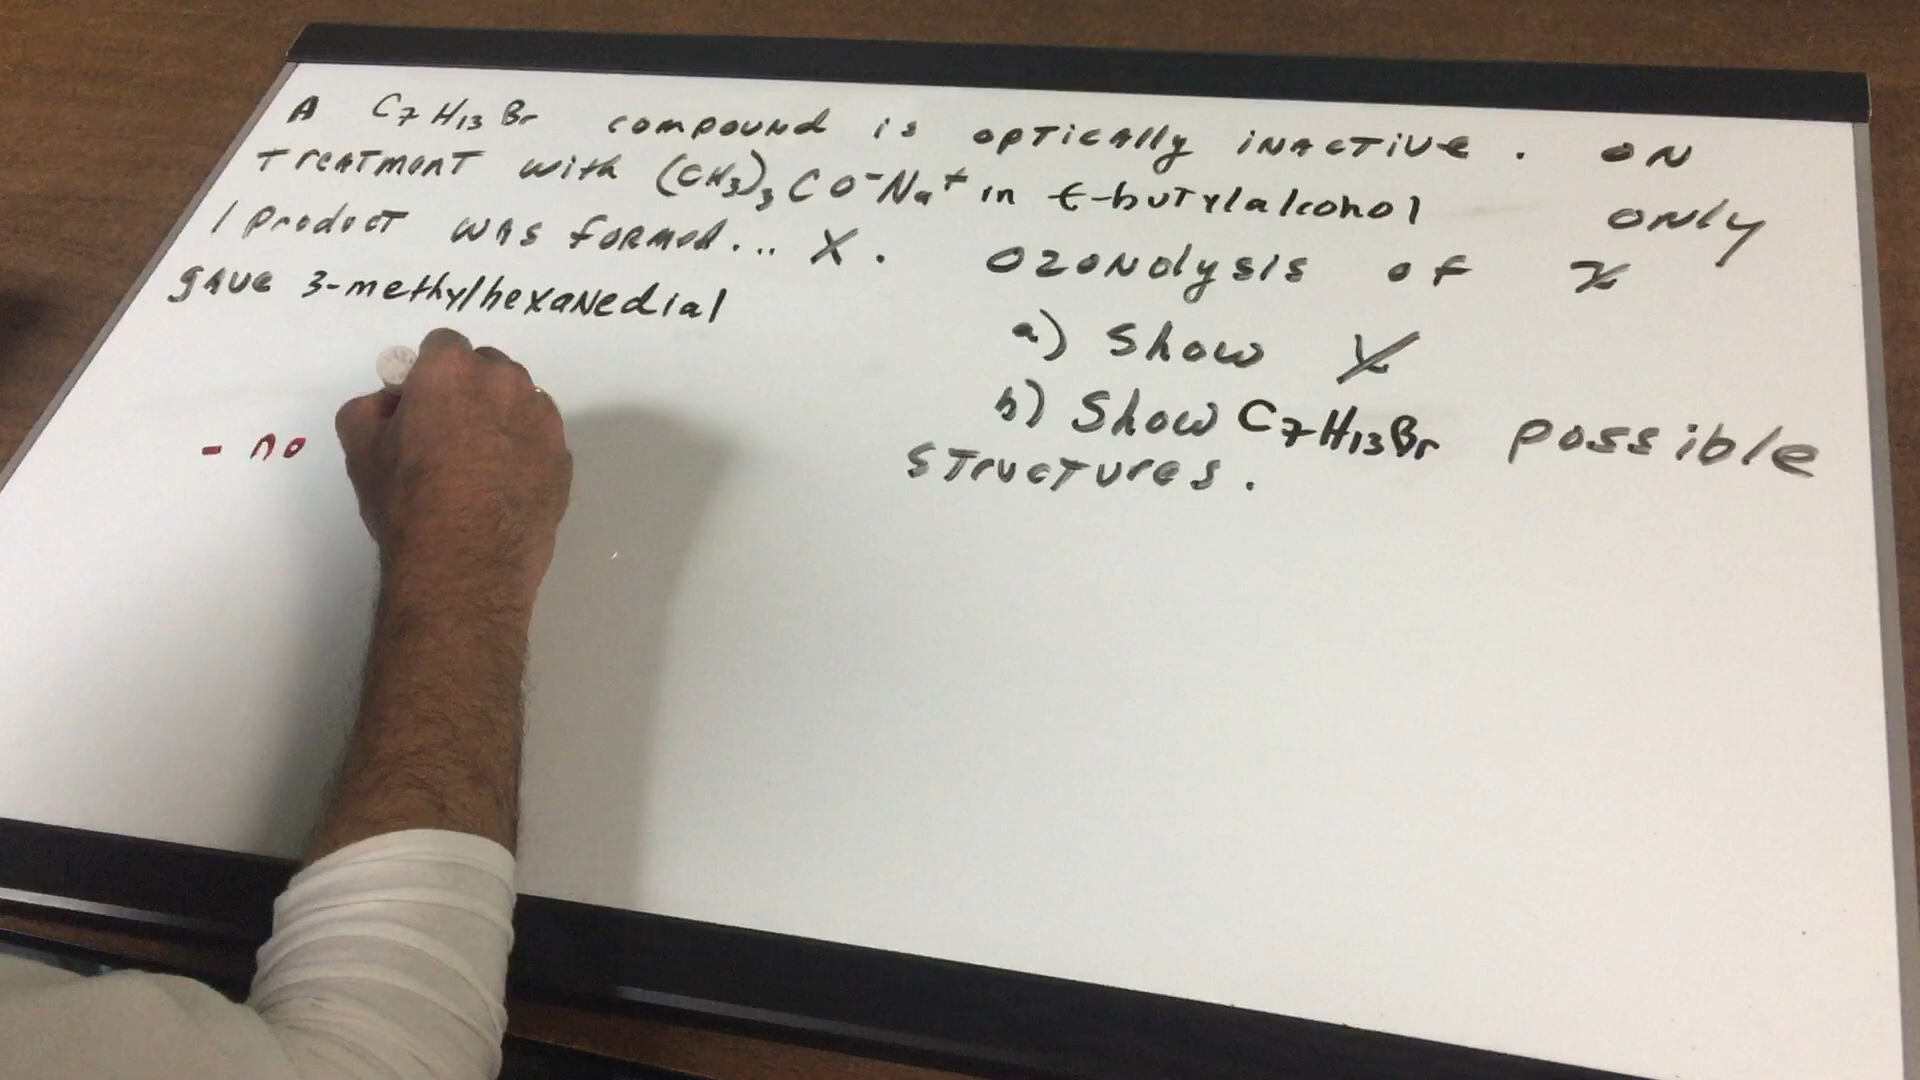 A C₇H₁₃Br compound is optically inactive. ON
treatment with (CH₃)₃CO⁻Na⁺ in t-butylalcohol only
1 product was formed... X. Ozonolysis of X
gave 3-methylhexanedial
a) Show X
b) Show C₇H₁₃Br possible
structures.
- no